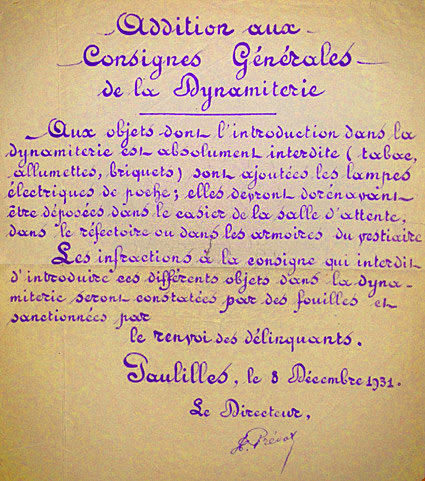 Addition aux
Consignes Générales
de la Dynamiterie
Aux objets dont l'introduction dans la
dynamiterie est absolument interdite (tabac,
allumettes, briquets) sont ajoutées les lampes
électriques de poche; elles devront dorénavant
être déposées dans le casier de la salle d'attente,
dans le réfectoire ou dans les armoires du vestiaire
Les infractions à la consigne qui interdit
d'introduire ces différents objets dans la dyna-
miterie seront constatées par des fouilles et
sanctionnées par
le renvoi des délinquants.
Paulilles, le 8 Décembre 1931.
Le Directeur,